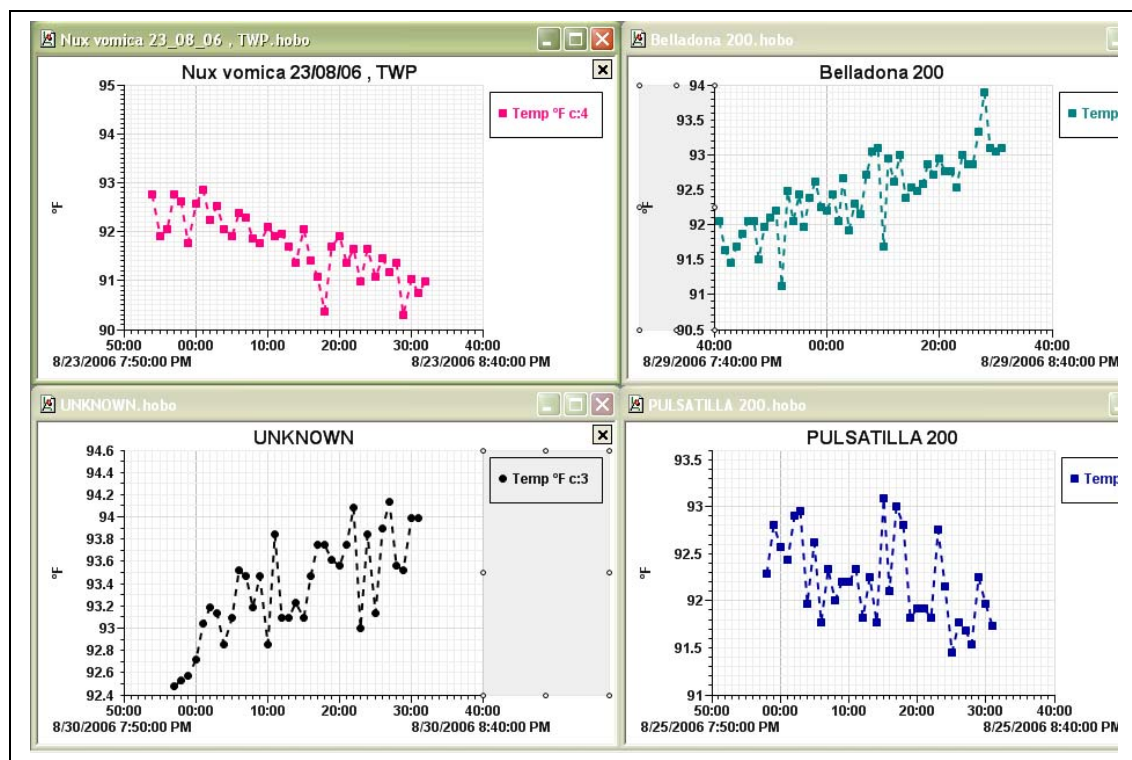 Nux vomica 23_08_06 , TWP.hobo
Nux vomica 23/08/06 , TWP
95
94
93
92
91
90
°F
Temp °F c:4
50:00 00:00 10:00 20:00 30:00 40:00
8/23/2006 7:50:00 PM 8/23/2006 8:40:00 PM
Belladona 200.hobo
Belladona 200
94
93.5
93
92.5
92
91.5
91
90.5
°F
Temp
40:00 00:00 20:00 40:00
8/29/2006 7:40:00 PM 8/29/2006 8:40:00 PM
UNKNOWN.hobo
UNKNOWN
94.6
94.4
94.2
94
93.8
93.6
93.4
93.2
93
92.8
92.6
92.4
°F
Temp °F c:3
50:00 00:00 10:00 20:00 30:00 40:00
8/30/2006 7:50:00 PM 8/30/2006 8:40:00 PM
PULSATILLA 200.hobo
PULSATILLA 200
93.5
93
92.5
92
91.5
91
°F
Temp
50:00 00:00 10:00 20:00 30:00 40:00
8/25/2006 7:50:00 PM 8/25/2006 8:40:00 PM